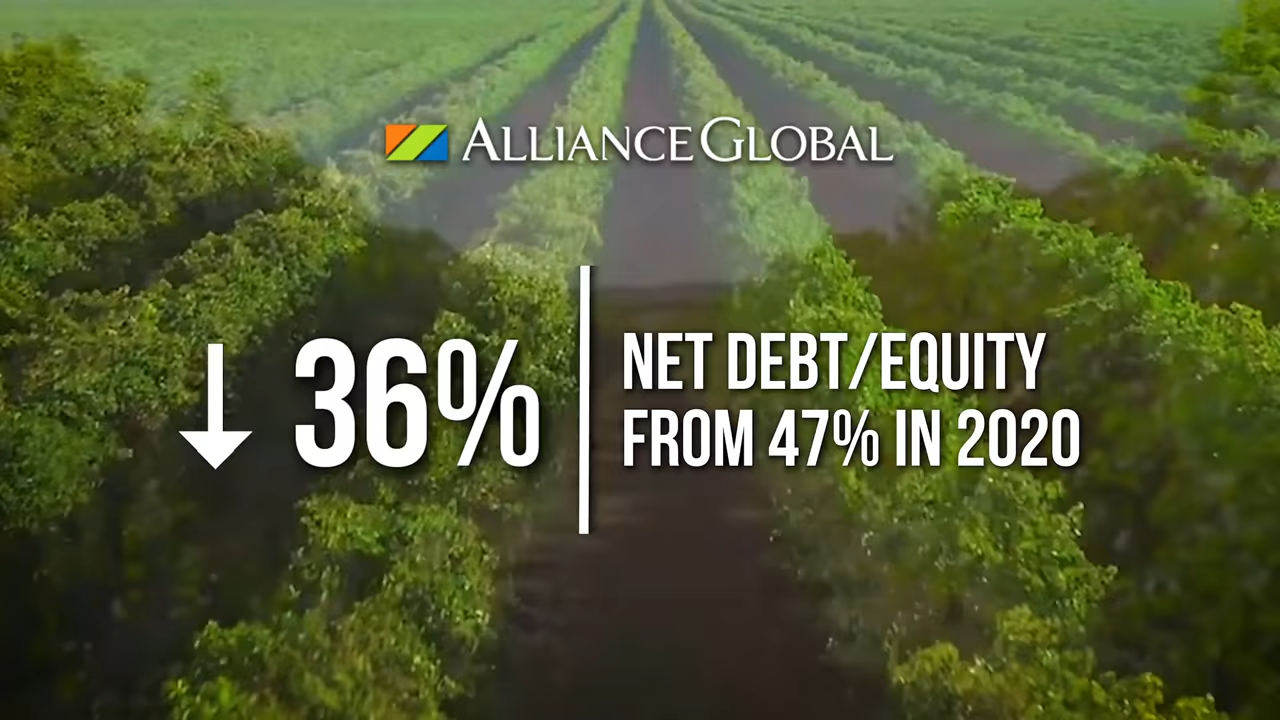 ALLIANCE GLOBAL
↓ 36%
NET DEBT/EQUITY
FROM 47% IN 2020